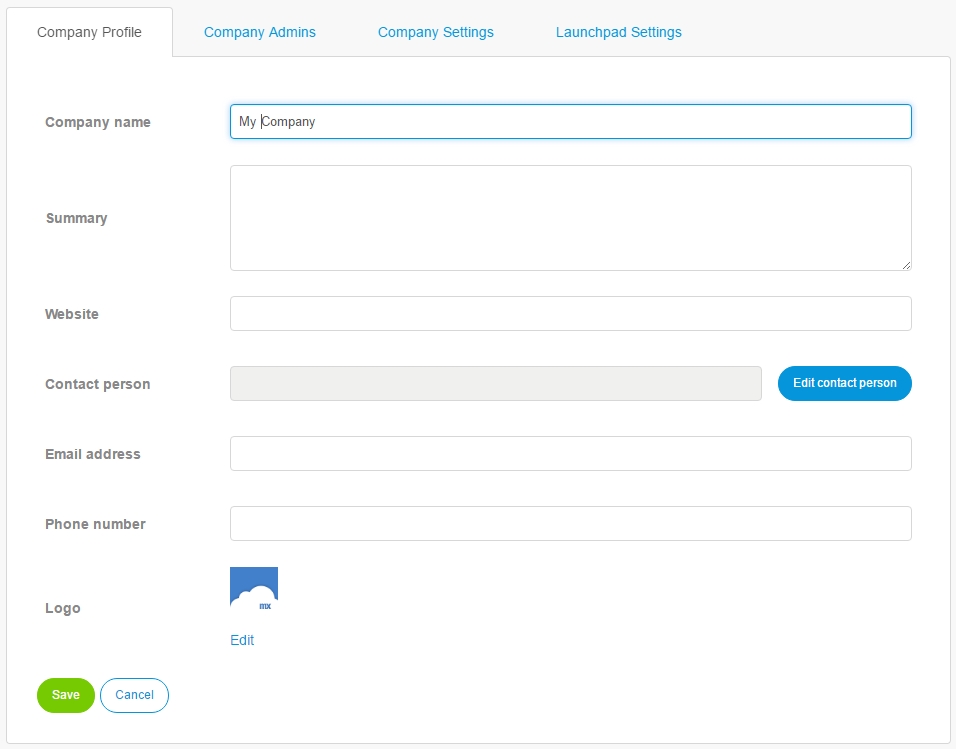 Company Profile Company Admins Company Settings Launchpad Settings
Company name My Company
Summary
Website
Contact person Edit contact person
Email address
Phone number
mx
Logo
Edit
Save Cancel